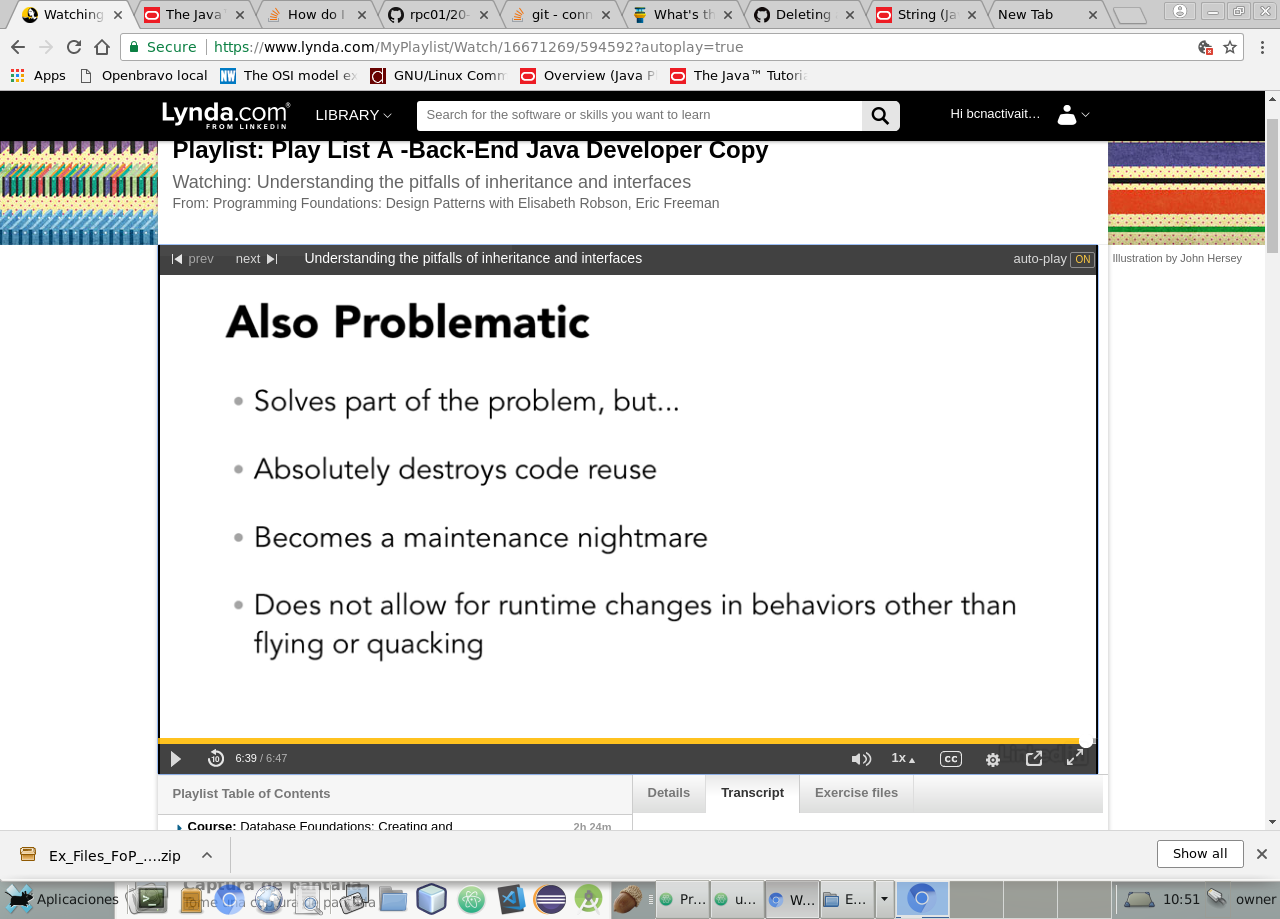 Watching
The Java
How do I
rpc01/20-
git - conn
What's th
Deleting
String (Ja
New Tab
Secure
https://www.lynda.com/MyPlaylist/Watch/16671269/594592?autoplay=true
Apps
Openbravo local
The OSI model ex
GNU/Linux Comm
Overview (Java P
The Java™ Tutoria
Lynda.com
FROM LINKEDIN
LIBRARY
Search for the software or skills you want to learn
Hi bcnactivait...
Playlist: Play List A -Back-End Java Developer Copy
Watching: Understanding the pitfalls of inheritance and interfaces
From: Programming Foundations: Design Patterns with Elisabeth Robson, Eric Freeman
Illustration by John Hersey
prev
next
Understanding the pitfalls of inheritance and interfaces
auto-play ON
Also Problematic
• Solves part of the problem, but...
• Absolutely destroys code reuse
• Becomes a maintenance nightmare
• Does not allow for runtime changes in behaviors other than
flying or quacking
10
6:39 / 6:47
1x
cc
Playlist Table of Contents
Details
Transcript
Exercise files
Course: Database Foundations: Creating and
2h 24m
Ex_Files_FoP_....zip
Show all
Aplicaciones
Captura de pantalla
Tome una captura de pantalla
Pr...
u...
W...
E...
10:51
owner